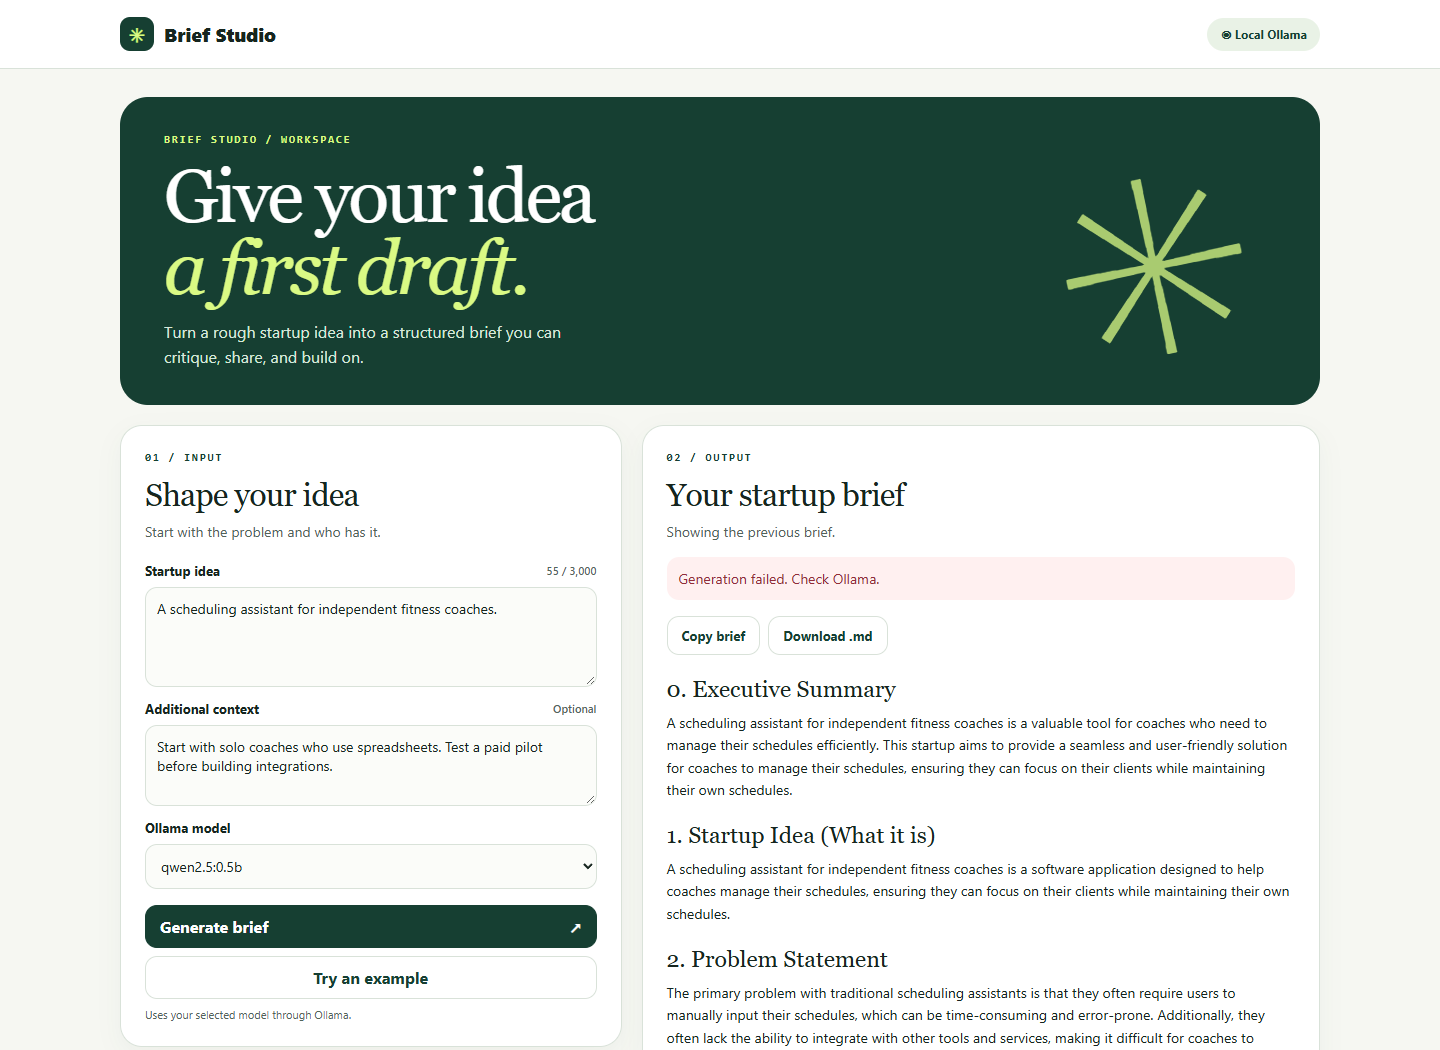 Brief Studio
Local Ollama
BRIEF STUDIO / WORKSPACE
Give your idea
a first draft.
Turn a rough startup idea into a structured brief you can
critique, share, and build on.
01 / INPUT
Shape your idea
Start with the problem and who has it.
Startup idea
55 / 3,000
A scheduling assistant for independent fitness coaches.
Additional context
Optional
Start with solo coaches who use spreadsheets. Test a paid pilot
before building integrations.
Ollama model
qwen2.5:0.5b
Generate brief ↗
Try an example
Uses your selected model through Ollama.
02 / OUTPUT
Your startup brief
Showing the previous brief.
Generation failed. Check Ollama.
Copy brief
Download .md
0. Executive Summary
A scheduling assistant for independent fitness coaches is a valuable tool for coaches who need to
manage their schedules efficiently. This startup aims to provide a seamless and user-friendly solution
for coaches to manage their schedules, ensuring they can focus on their clients while maintaining
their own schedules.
1. Startup Idea (What it is)
A scheduling assistant for independent fitness coaches is a software application designed to help
coaches manage their schedules, ensuring they can focus on their clients while maintaining their own
schedules.
2. Problem Statement
The primary problem with traditional scheduling assistants is that they often require users to
manually input their schedules, which can be time-consuming and error-prone. Additionally, they
often lack the ability to integrate with other tools and services, making it difficult for coaches to